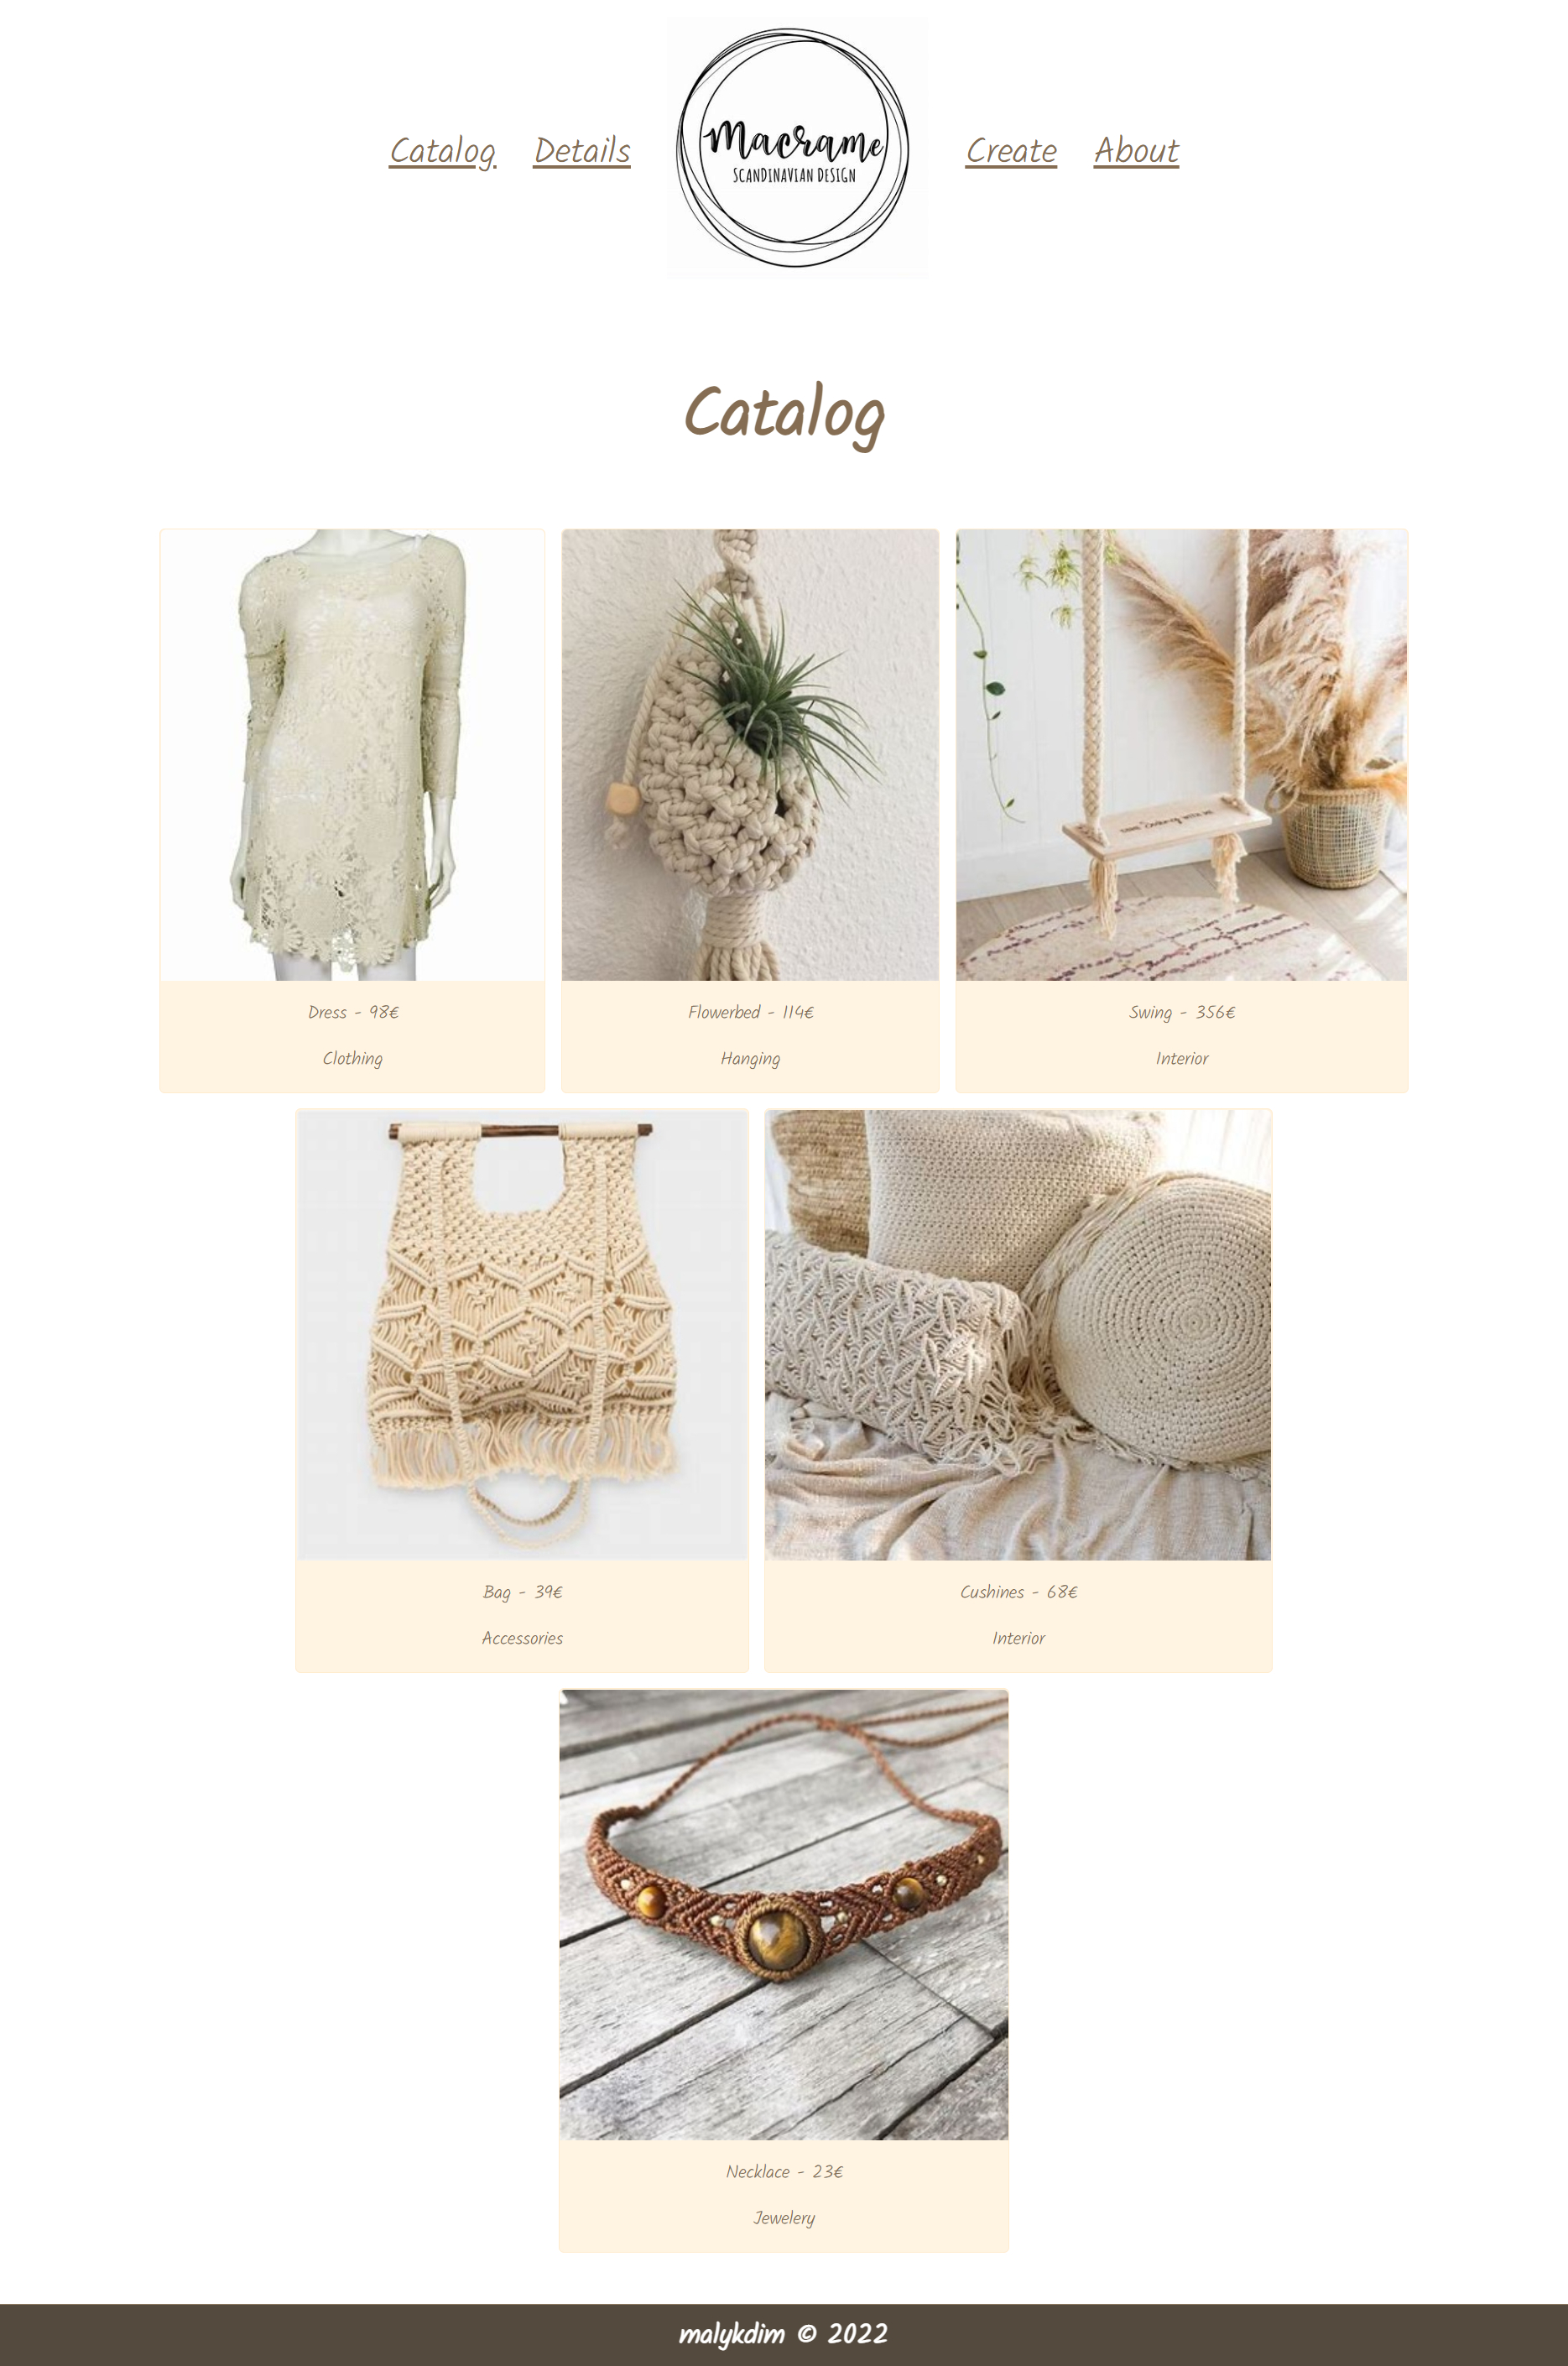 Catalog
Details
Macrame
SCANDINAVIAN DESIGN
Create
About
Catalog
Dress - 98€
Clothing
Flowerbed - 114€
Hanging
Swing - 356€
Interior
Bag - 39€
Accessories
Cushines - 68€
Interior
Necklace - 23€
Jewelery
malykdim © 2022